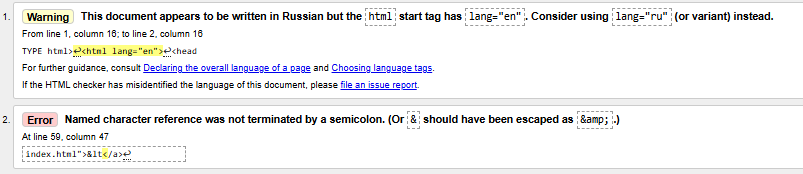 1. Warning This document appears to be written in Russian but the html start tag has lang="en". Consider using lang="ru" (or variant) instead.
From line 1, column 16; to line 2, column 16
TYPE html>↩<html lang="en">↩<head
For further guidance, consult Declaring the overall language of a page and Choosing language tags.
If the HTML checker has misidentified the language of this document, please file an issue report.
2. Error Named character reference was not terminated by a semicolon. (Or & should have been escaped as &amp;.)
At line 59, column 47
index.html">&lt</a>↩